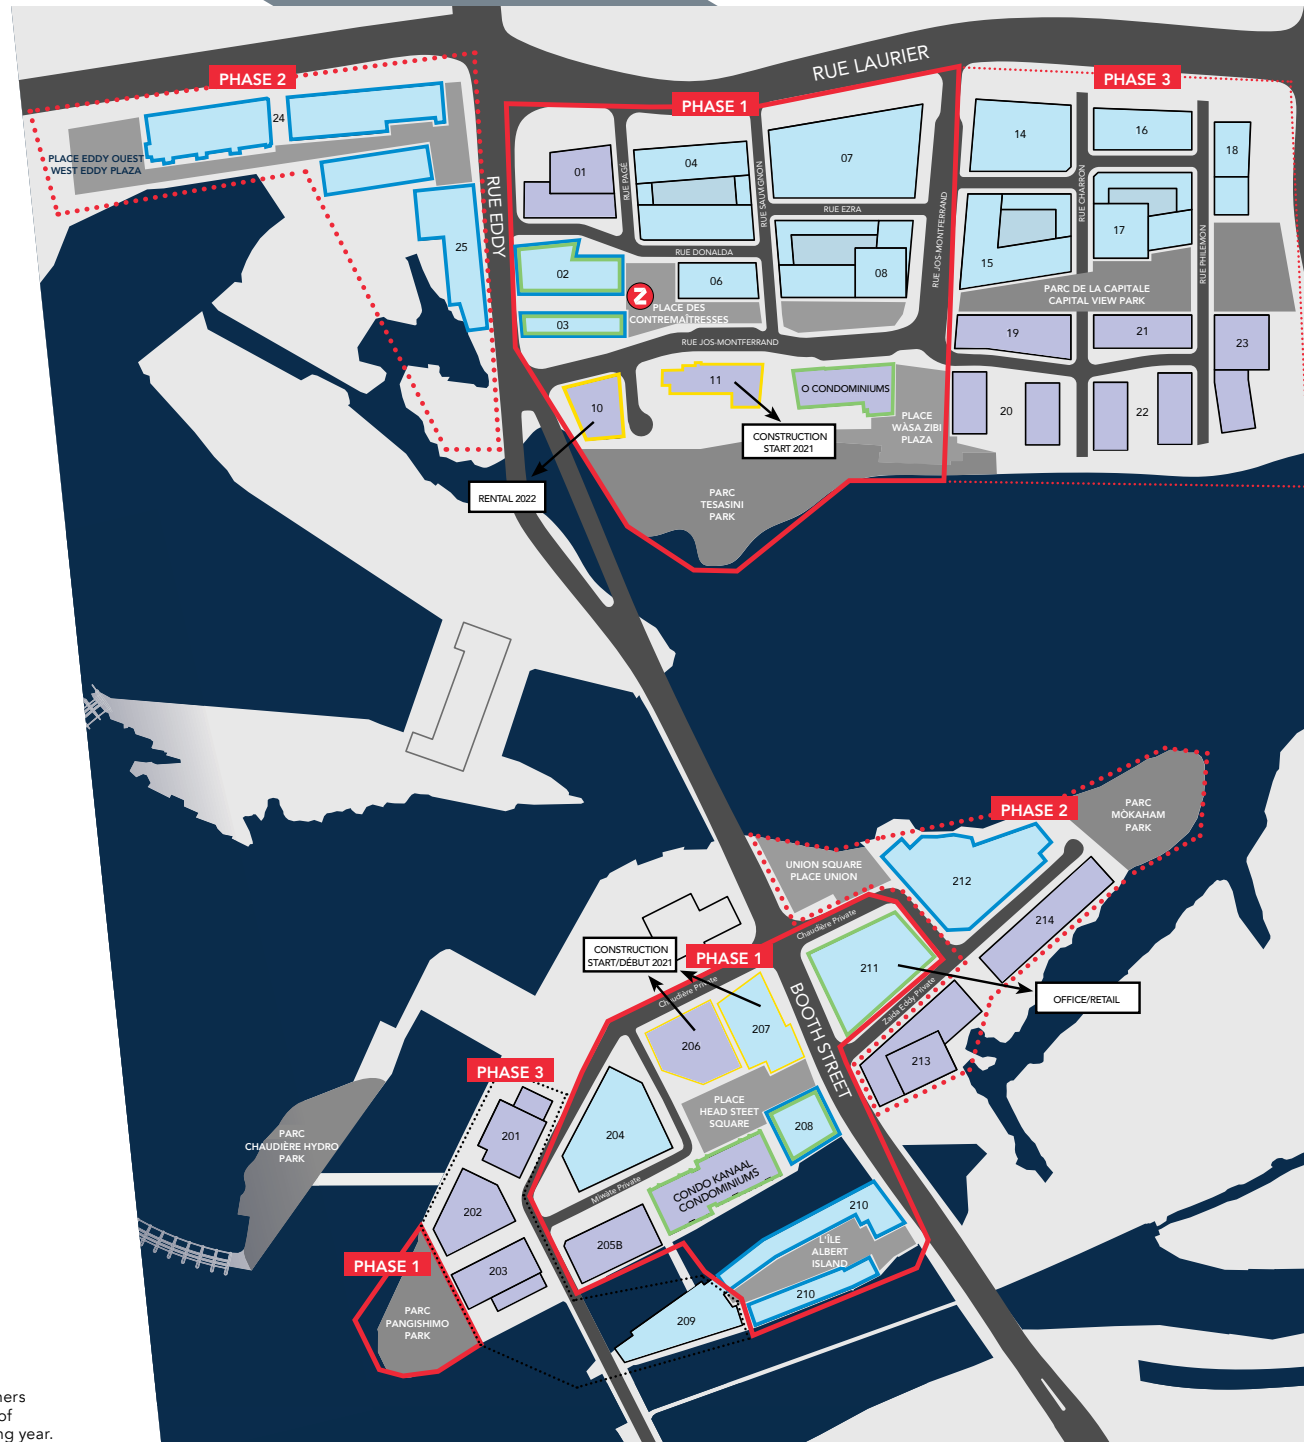 RUE LAURIER
PHASE 2
PHASE 1
PHASE 3
24
PLACE EDDY OUEST
WEST EDDY PLAZA
25
RUE EDDY
01
RUE PAGÉ
04
RUE SAUMGNON
07
RUE EZRA
RUE DONALDA
RUE JOS-MONTFERRAND
02
03
06
08
Z
PLACE DES
CONTREMAÎTRESSES
RUE JOS-MONTFERRAND
10
11
O CONDOMINIUMS
CONSTRUCTION
START 2021
RENTAL 2022
PLACE
WÀSA ZIBI
PLAZA
PARC
TESASINI
PARK
14
16
18
RUE CHARRON
15
17
RUE PHILEMON
PARC DE LA CAPITALE
CAPITAL VIEW PARK
19
21
23
20
22
PHASE 2
PARC
MÒKAHAM
PARK
UNION SQUARE
PLACE UNION
212
214
Chaudière Private
211
OFFICE/RETAIL
Zaida Eddy Private
213
BOOTH STREET
CONSTRUCTION
START/DÉBUT 2021
PHASE 1
Chaudière Private
206
207
PLACE
HEAD STEET
SQUARE
208
204
Miwàte Private
CONDO KANAAL
CONDOMINIUMS
205B
210
L'ÎLE
ALBERT
ISLAND
210
209
PHASE 3
201
202
203
PARC
CHAUDIÈRE HYDRO
PARK
PHASE 1
PARC
PANGISHIMO
PARK
ners
of
ng year.